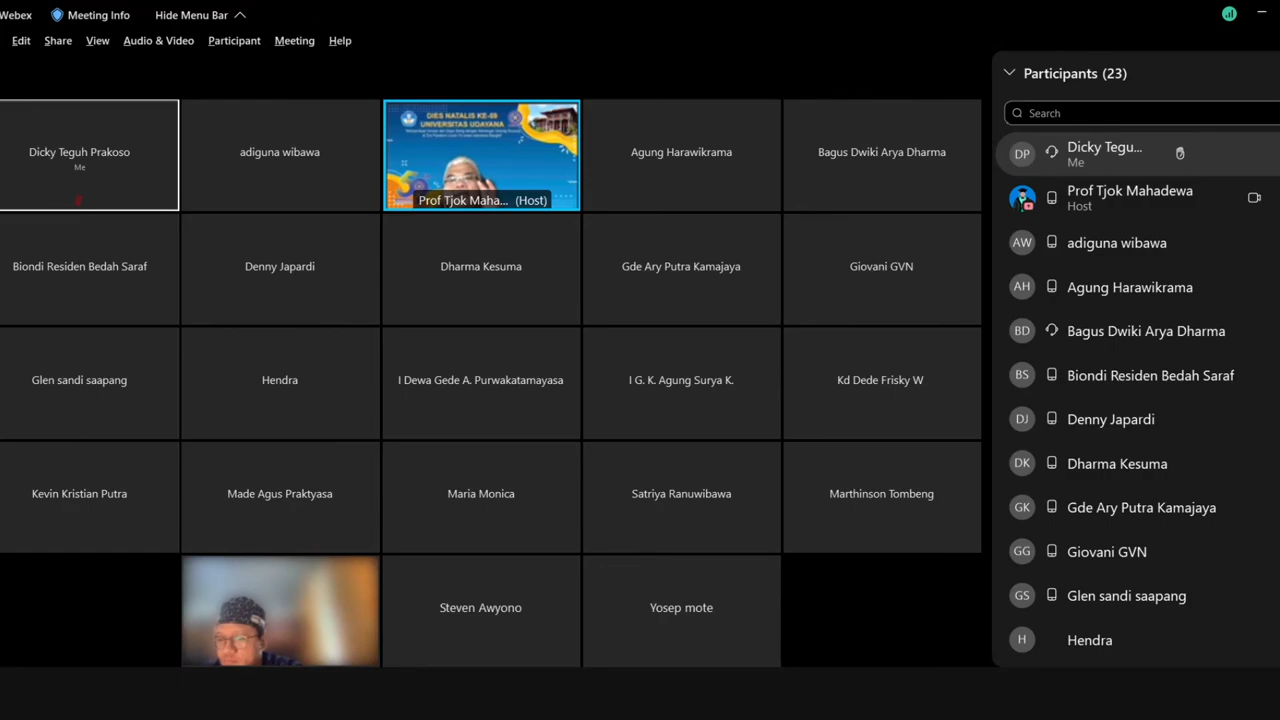 Webex
Meeting Info
Hide Menu Bar
Edit
Share
View
Audio & Video
Participant
Meeting
Help
Dicky Teguh Prakoso
Me
adiguna wibawa
DIES NATALIS KE-59
UNIVERSITAS UDAYANA
Prof Tjok Maha... (Host)
Agung Harawikrama
Bagus Dwiki Arya Dharma
Biondi Residen Bedah Saraf
Denny Japardi
Dharma Kesuma
Gde Ary Putra Kamajaya
Giovani GVN
Glen sandi saapang
Hendra
I Dewa Gede A. Purwakatamayasa
I G. K. Agung Surya K.
Kd Dede Frisky W
Kevin Kristian Putra
Made Agus Praktyasa
Maria Monica
Satriya Ranuwibawa
Marthinson Tombeng
Steven Awyono
Yosep mote
Participants (23)
Search
DP
Dicky Tegu...
Me
Prof Tjok Mahadewa
Host
AW
adiguna wibawa
AH
Agung Harawikrama
BD
Bagus Dwiki Arya Dharma
BS
Biondi Residen Bedah Saraf
DJ
Denny Japardi
DK
Dharma Kesuma
GK
Gde Ary Putra Kamajaya
GG
Giovani GVN
GS
Glen sandi saapang
H
Hendra